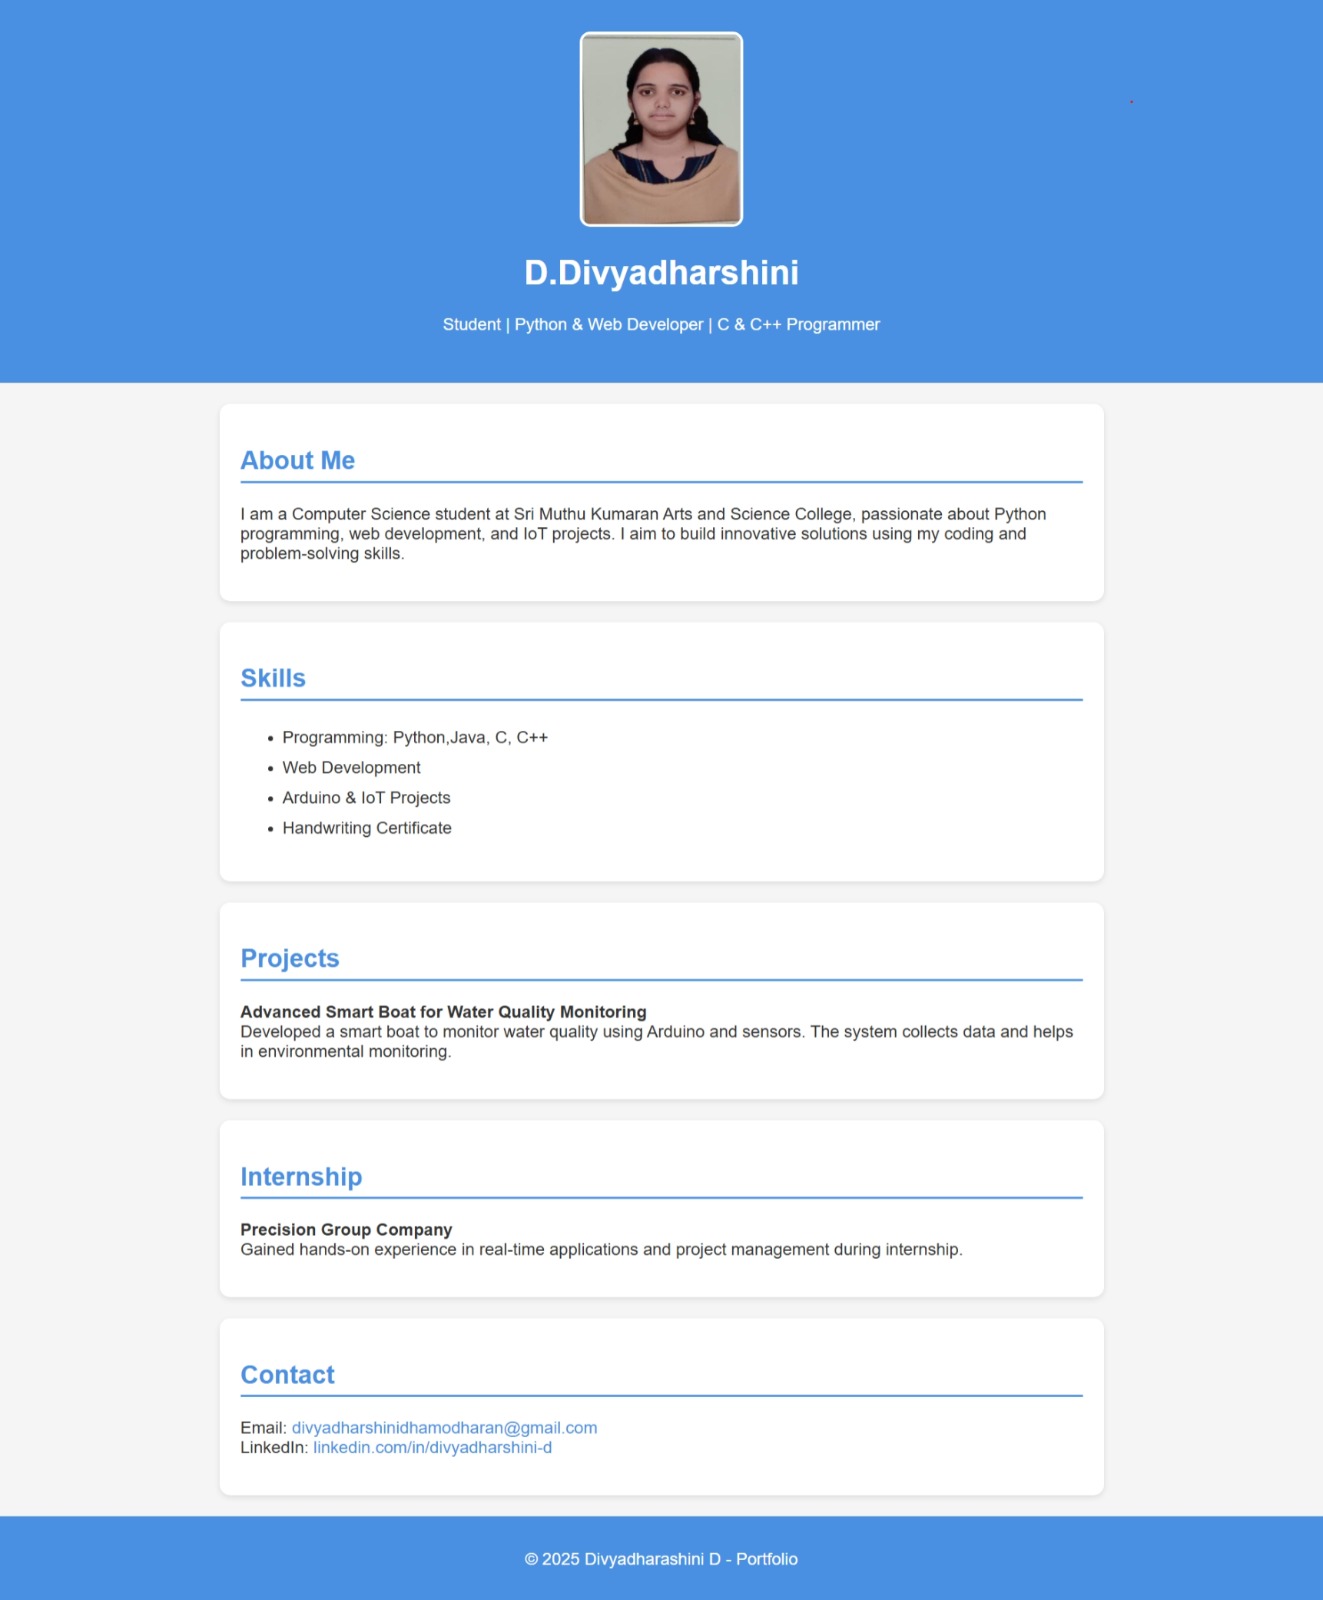 D.Divyadharshini
Student | Python & Web Developer | C & C++ Programmer
About Me
I am a Computer Science student at Sri Muthu Kumaran Arts and Science College, passionate about Python
programming, web development, and IoT projects. I aim to build innovative solutions using my coding and
problem-solving skills.
Skills
• Programming: Python,Java, C, C++
• Web Development
• Arduino & IoT Projects
• Handwriting Certificate
Projects
Advanced Smart Boat for Water Quality Monitoring
Developed a smart boat to monitor water quality using Arduino and sensors. The system collects data and helps
in environmental monitoring.
Internship
Precision Group Company
Gained hands-on experience in real-time applications and project management during internship.
Contact
Email: divyadharshinidhamodharan@gmail.com
LinkedIn: linkedin.com/in/divyadharshini-d
© 2025 Divyadharashini D - Portfolio